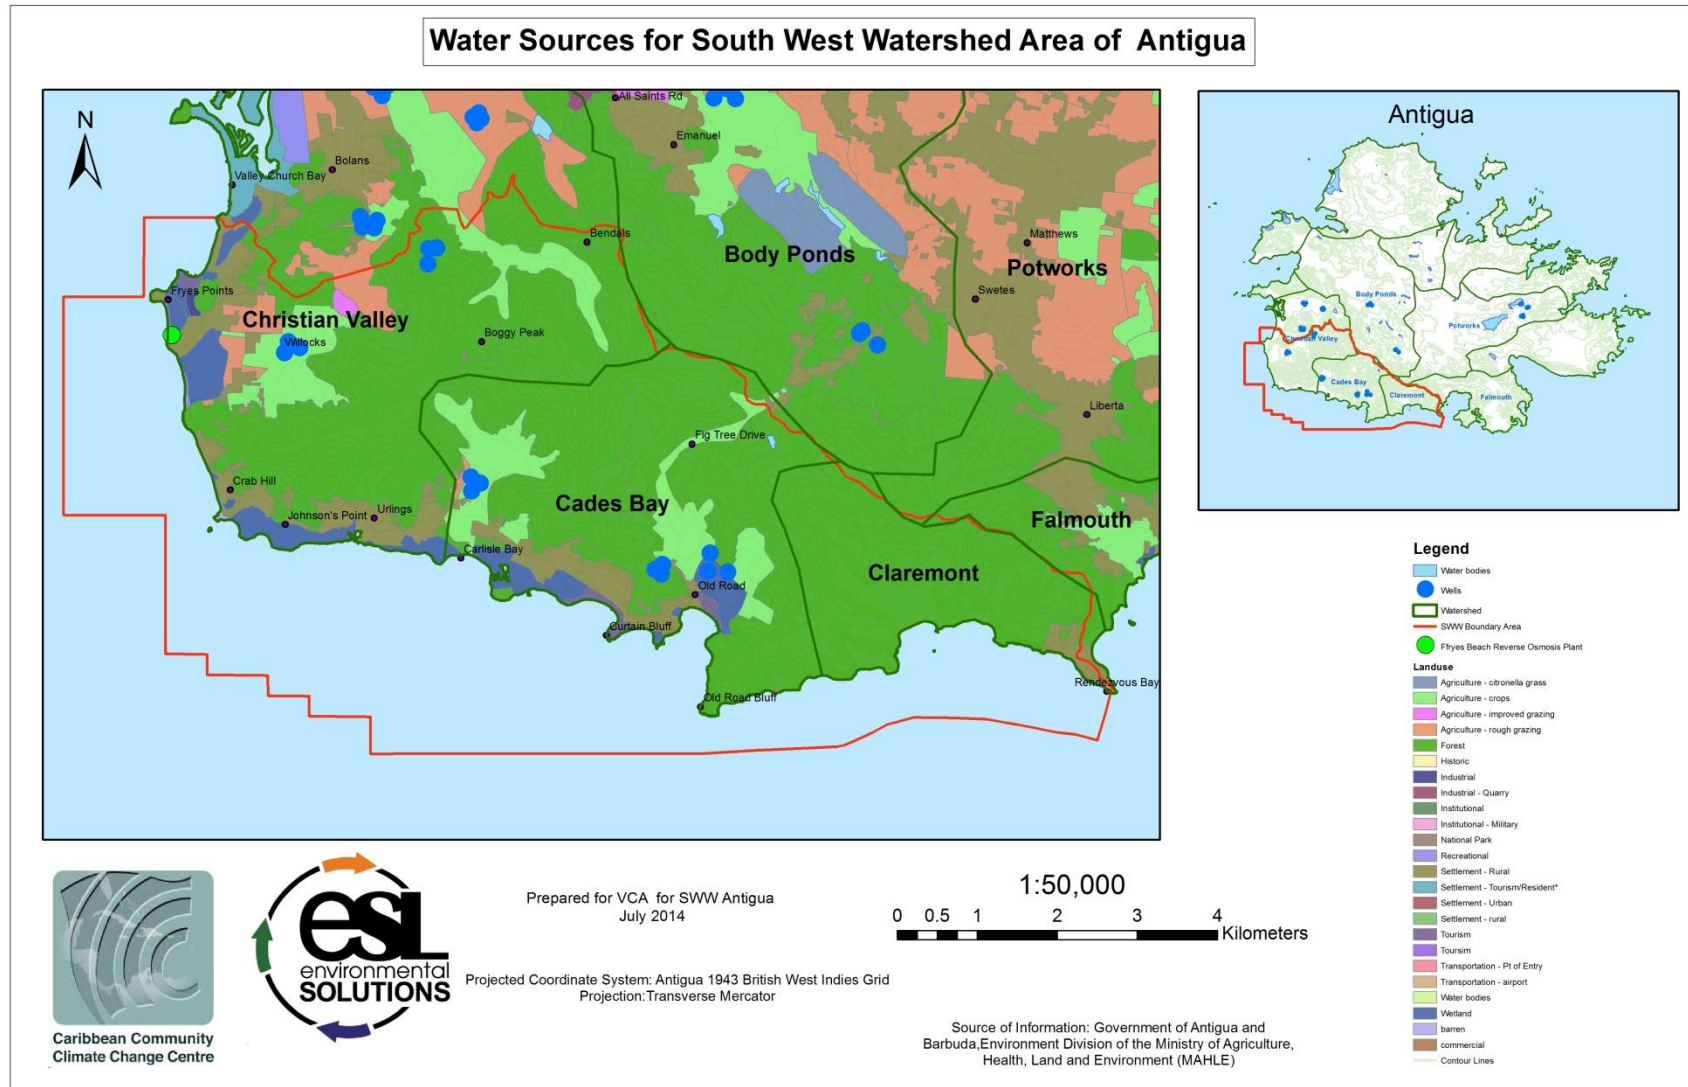 Water Sources for South West Watershed Area of Antigua
N
All Saints Rd
Emanuel
Bolans
Valley Church Bay
Bendals
Body Ponds
Matthews
Potworks
Swetes
Fryes Points
Christian Valley
Boggy Peak
Willocks
Liberta
Fig Tree Drive
Crab Hill
Cades Bay
Johnson's Point
Urlings
Falmouth
Carlisle Bay
Claremont
Old Road
Curtain Bluff
Rendezvous Bay
Old Road Bluff
Antigua
Body Ponds
Potworks
Christian Valley
Cades Bay
Claremont
Falmouth
Legend
Water bodies
Wells
Watershed
SWW Boundary Area
Ffryes Beach Reverse Osmosis Plant
Landuse
Agriculture - citronella grass
Agriculture - crops
Agriculture - improved grazing
Agriculture - rough grazing
Forest
Historic
Industrial
Industrial - Quarry
Institutional
Institutional - Military
National Park
Recreational
Settlement - Rural
Settlement - Tourism/Resident*
Settlement - Urban
Settlement - rural
Tourism
Toursim
Transportation - Pt of Entry
Transportation - airport
Water bodies
Wetland
barren
commercial
Contour Lines
Caribbean Community
Climate Change Centre
esl
environmental
SOLUTIONS
Prepared for VCA for SWW Antigua
July 2014
Projected Coordinate System: Antigua 1943 British West Indies Grid
Projection:Transverse Mercator
1:50,000
0 0.5 1 2 3 4
Kilometers
Source of Information: Government of Antigua and
Barbuda,Environment Division of the Ministry of Agriculture,
Health, Land and Environment (MAHLE)